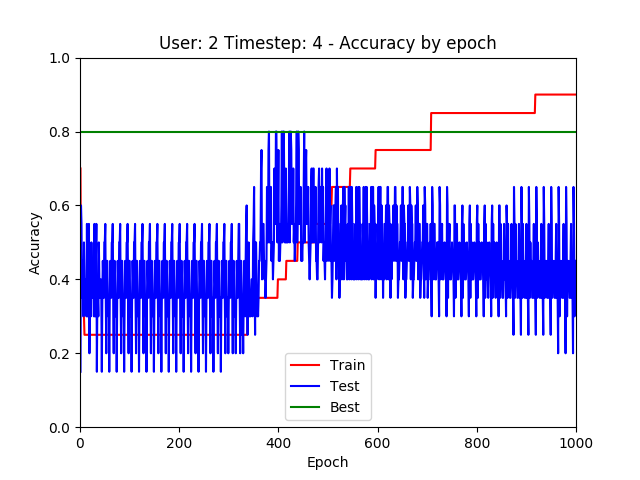 User: 2 Timestep: 4 - Accuracy by epoch
1.0
0.8
0.6
0.4
0.2
0.0
Accuracy
Train
Test
Best
0 200 400 600 800 1000
Epoch